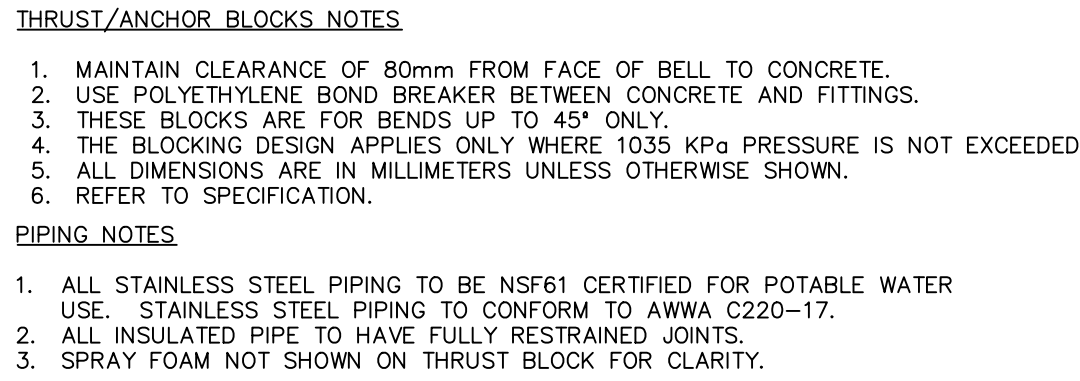 THRUST/ANCHOR BLOCKS NOTES
1. MAINTAIN CLEARANCE OF 80mm FROM FACE OF BELL TO CONCRETE.
2. USE POLYETHYLENE BOND BREAKER BETWEEN CONCRETE AND FITTINGS.
3. THESE BLOCKS ARE FOR BENDS UP TO 45° ONLY.
4. THE BLOCKING DESIGN APPLIES ONLY WHERE 1035 KPa PRESSURE IS NOT EXCEEDED
5. ALL DIMENSIONS ARE IN MILLIMETERS UNLESS OTHERWISE SHOWN.
6. REFER TO SPECIFICATION.
PIPING NOTES
1. ALL STAINLESS STEEL PIPING TO BE NSF61 CERTIFIED FOR POTABLE WATER
USE. STAINLESS STEEL PIPING TO CONFORM TO AWWA C220-17.
2. ALL INSULATED PIPE TO HAVE FULLY RESTRAINED JOINTS.
3. SPRAY FOAM NOT SHOWN ON THRUST BLOCK FOR CLARITY.